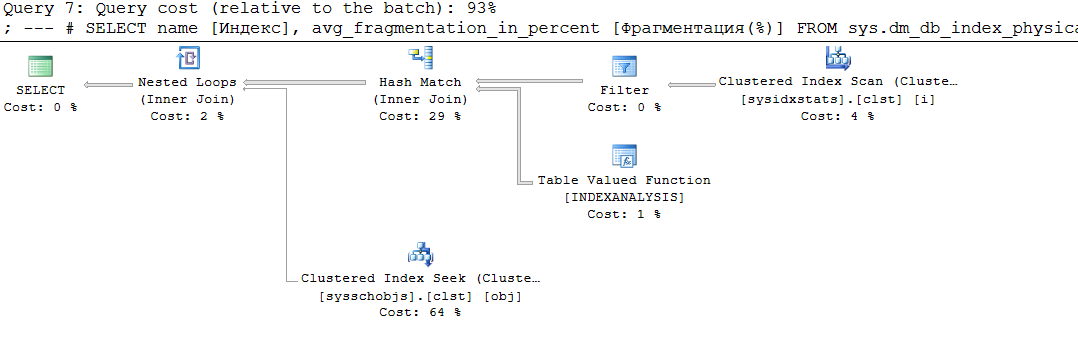 Query 7: Query cost (relative to the batch): 93%
; --- # SELECT name [Индекс], avg_fragmentation_in_percent [Фрагментация(%)] FROM sys.dm_db_index_physica
SELECT
Cost: 0 %
Nested Loops
(Inner Join)
Cost: 2 %
Hash Match
(Inner Join)
Cost: 29 %
Filter
Cost: 0 %
Clustered Index Scan (Cluste…
[sysidxstats].[clst] [i]
Cost: 4 %
Table Valued Function
[INDEXANALYSIS]
Cost: 1 %
Clustered Index Seek (Cluste…
[sysschobjs].[clst] [obj]
Cost: 64 %